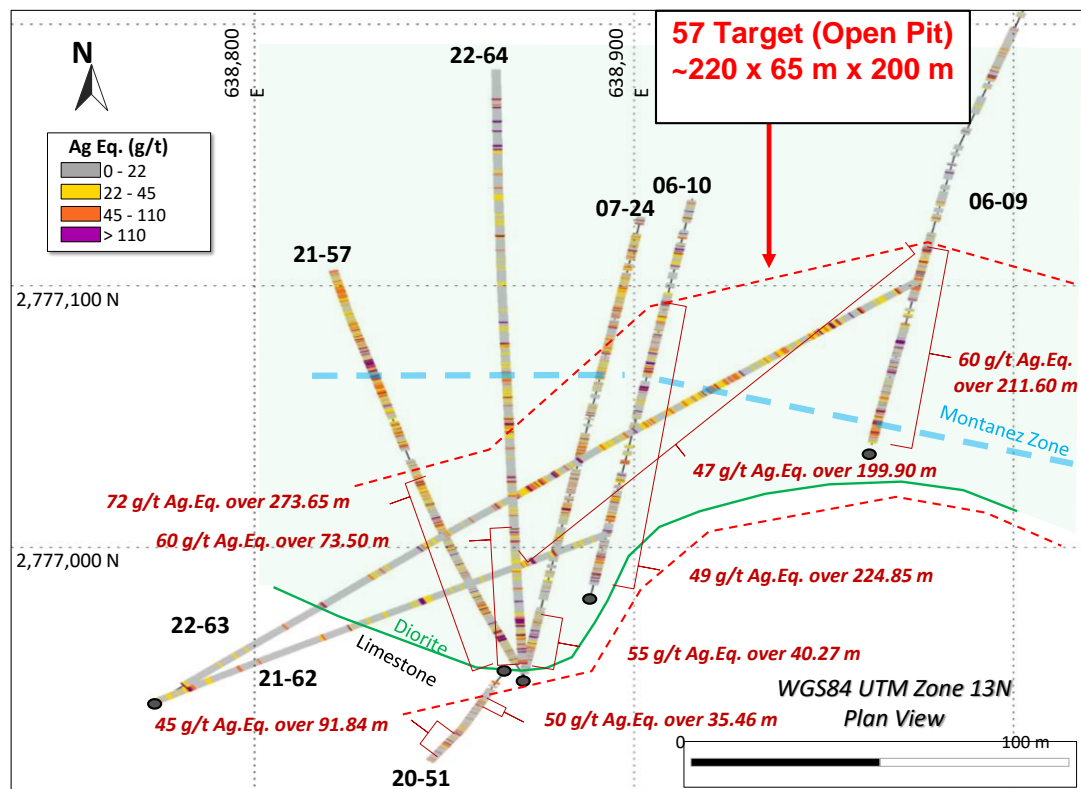 57 Target (Open Pit)
~220 x 65 m x 200 m
N
638,800
E
638,900
E
22-64
Ag Eq. (g/t)
0 - 22
22 - 45
45 - 110
> 110
06-10
07-24
06-09
21-57
2,777,100 N
60 g/t Ag.Eq.
over 211.60 m
Montanez Zone
47 g/t Ag.Eq. over 199.90 m
72 g/t Ag.Eq. over 273.65 m
60 g/t Ag.Eq. over 73.50 m
2,777,000 N
49 g/t Ag.Eq. over 224.85 m
22-63
Diorite
Limestone
21-62
55 g/t Ag.Eq. over 40.27 m
WGS84 UTM Zone 13N
Plan View
45 g/t Ag.Eq. over 91.84 m
50 g/t Ag.Eq. over 35.46 m
20-51
0
100 m